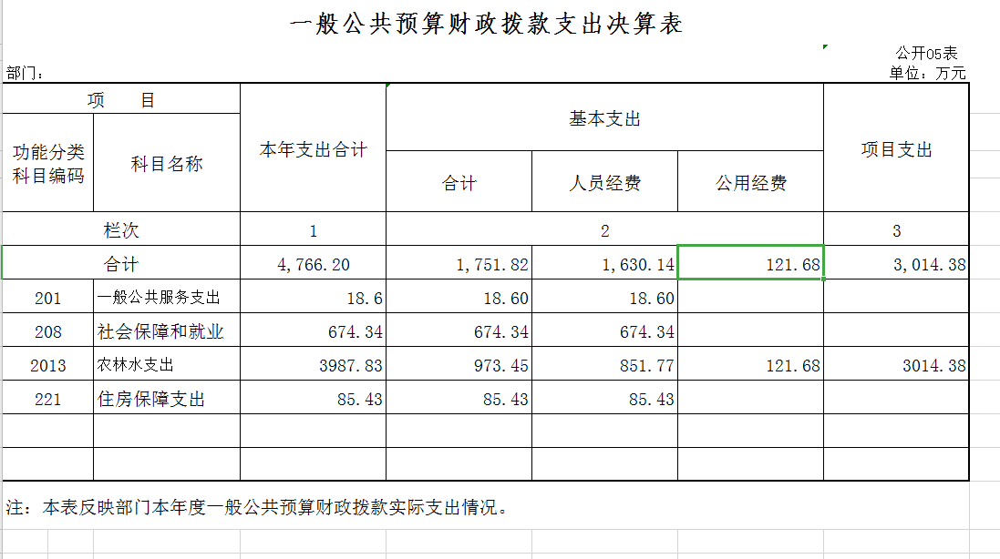 一般公共预算财政拨款支出决算表
公开05表
部门： 单位：万元
项 目 本年支出合计 基本支出 项目支出
功能分类科目编码 科目名称 合计 人员经费 公用经费
栏次 1 2 3
合计 4,766.20 1,751.82 1,630.14 121.68 3,014.38
201 一般公共服务支出 18.6 18.60 18.60
208 社会保障和就业 674.34 674.34 674.34
2013 农林水支出 3987.83 973.45 851.77 121.68 3014.38
221 住房保障支出 85.43 85.43 85.43
注：本表反映部门本年度一般公共预算财政拨款实际支出情况。